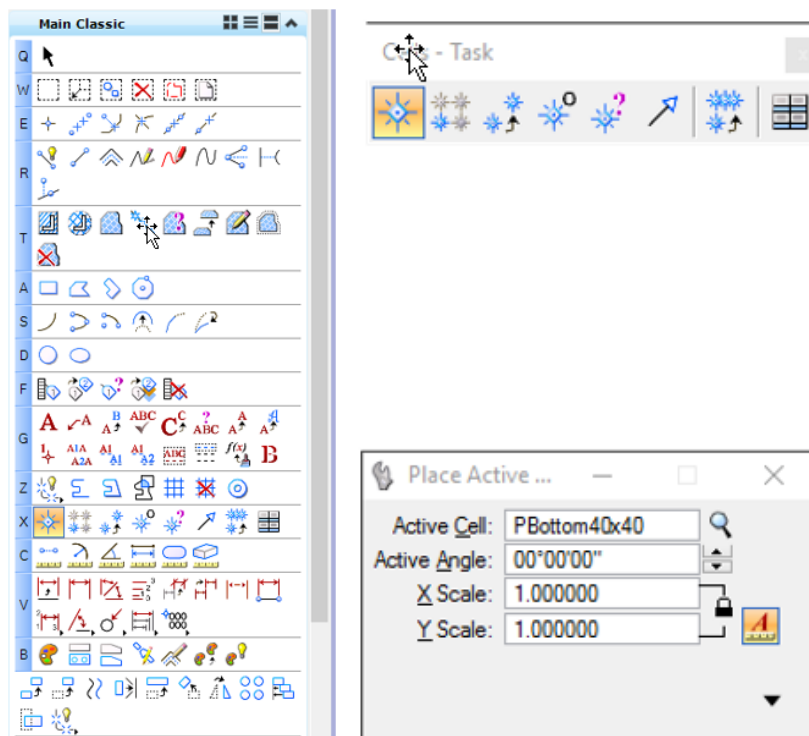 Main Classic
Q
W
E
R
T
A
S
D
F
G
Z
X
C
V
B
- Task
Place Active ...
Active Cell: PBottom40x40
Active Angle: 00°00'00"
X Scale: 1.000000
Y Scale: 1.000000